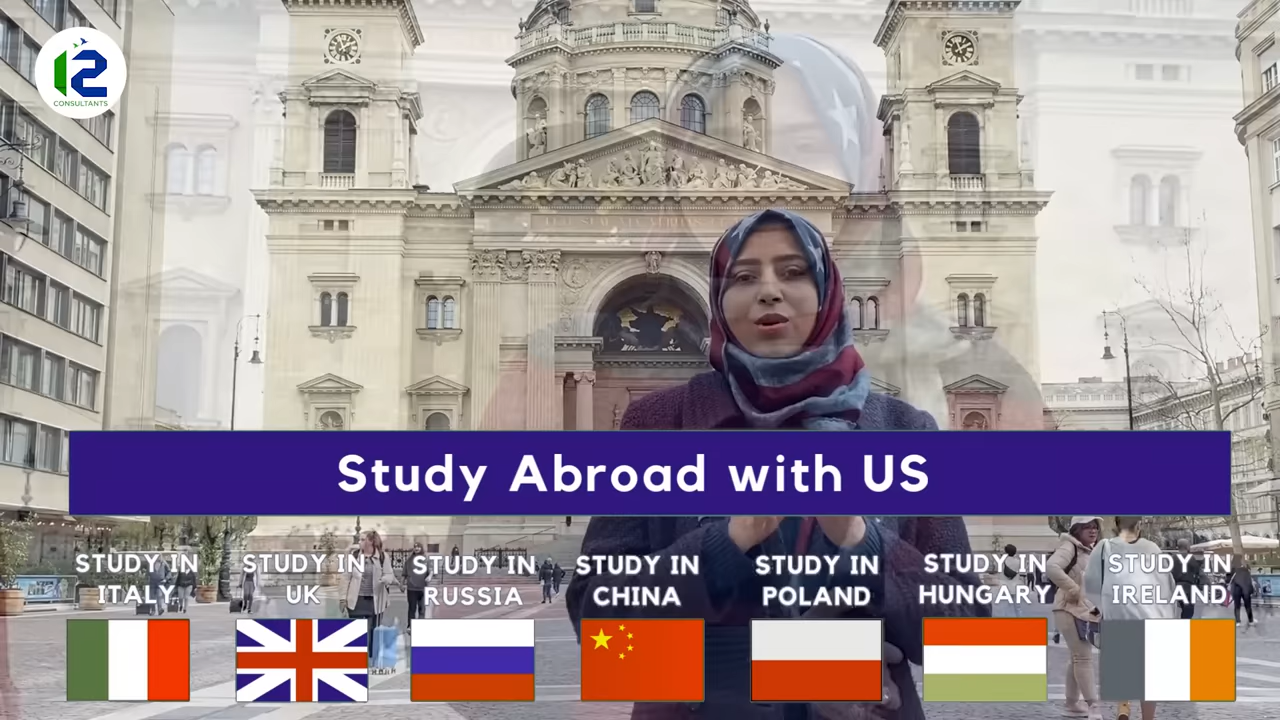 12
CONSULTANTS
Study Abroad with US
STUDY IN
ITALY
STUDY IN
UK
STUDY IN
RUSSIA
STUDY IN
CHINA
STUDY IN
POLAND
STUDY IN
HUNGARY
STUDY IN
IRELAND